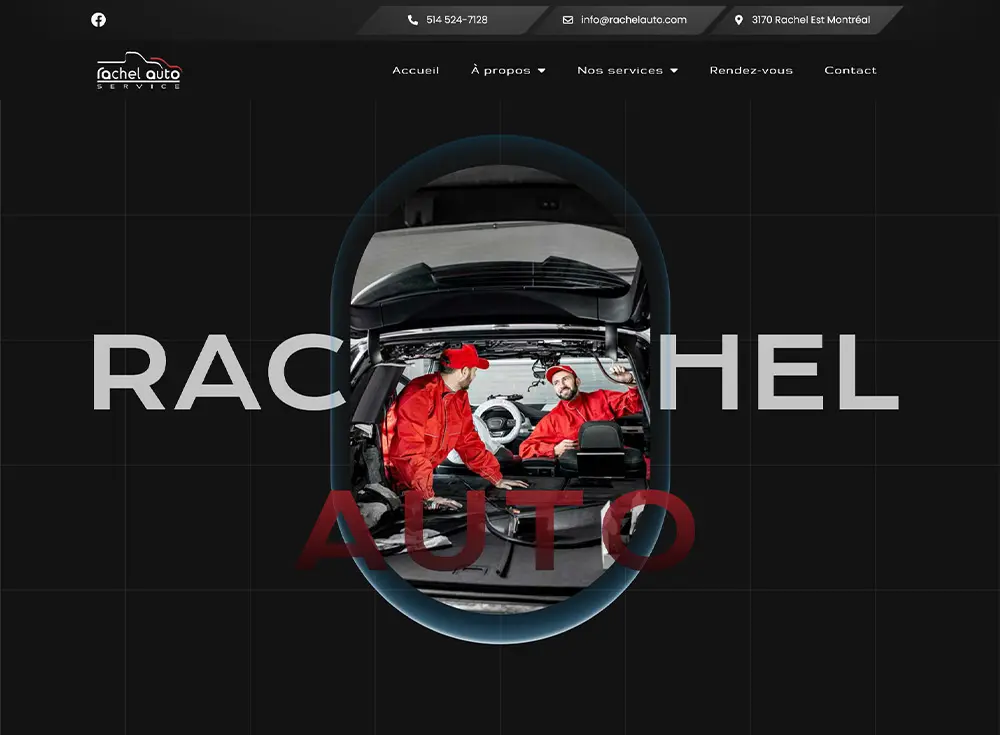 514 524-7128
info@rachelauto.com
3170 Rachel Est Montréal
rachel auto
SERVICE
Accueil
À propos
Nos services
Rendez-vous
Contact
RAC HEL
AUTO